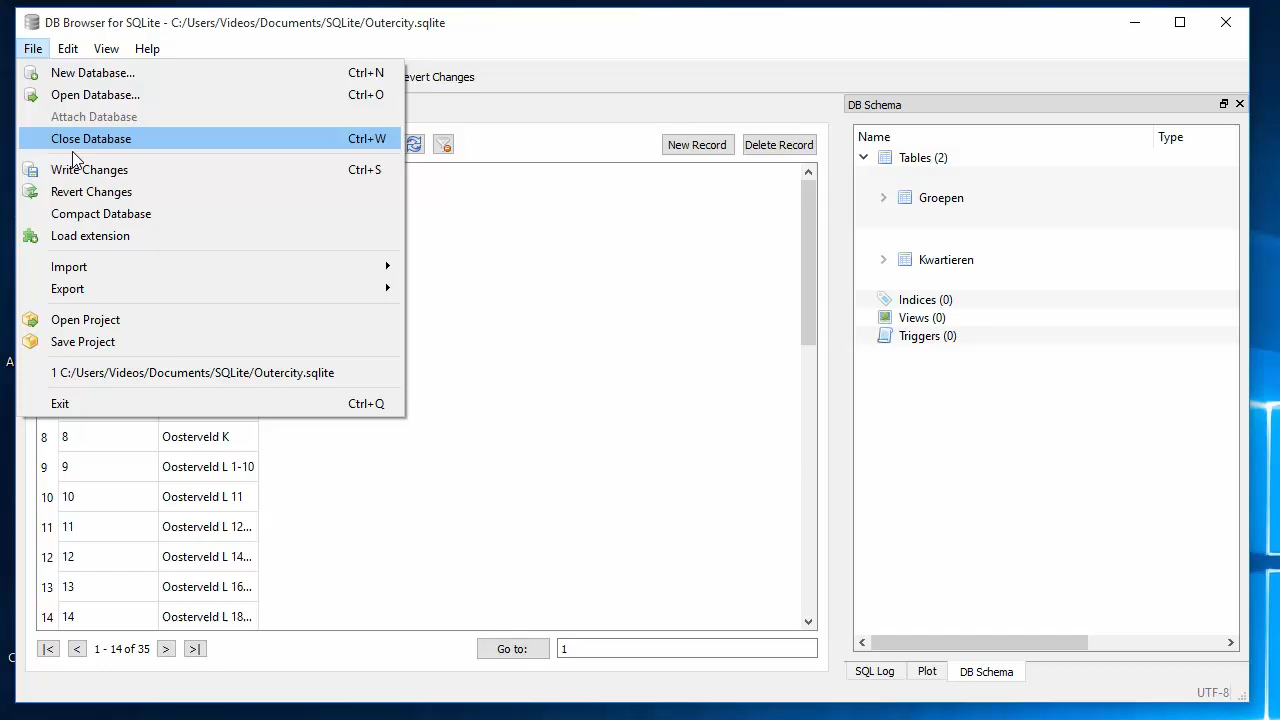 DB Browser for SQLite - C:/Users/Videos/Documents/SQLite/Outercity.sqlite
File Edit View Help
New Database... Ctrl+N
Open Database... Ctrl+O
Attach Database
Close Database Ctrl+W
Write Changes Ctrl+S
Revert Changes
Compact Database
Load extension
Import
Export
Open Project
Save Project
1 C:/Users/Videos/Documents/SQLite/Outercity.sqlite
Exit Ctrl+Q
evert Changes
New Record Delete Record
8 8 Oosterveld K
9 9 Oosterveld L 1-10
10 10 Oosterveld L 11
11 11 Oosterveld L 12...
12 12 Oosterveld L 14...
13 13 Oosterveld L 16...
14 14 Oosterveld L 18...
|< < 1 - 14 of 35 > >| Go to: 1
DB Schema
Name Type
Tables (2)
Groepen
Kwartieren
Indices (0)
Views (0)
Triggers (0)
SQL Log Plot DB Schema
UTF-8